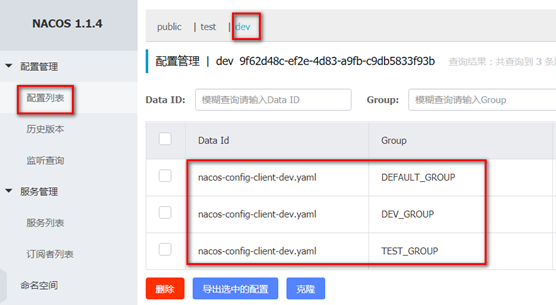 NACOS 1.1.4
public | test | dev
配置管理
配置管理 | dev 9f62d48c-ef2e-4d83-a9fb-c9db5833f93b 查询结果：共查询到 3 条
配置列表
Data ID: 模糊查询请输入Data ID Group: 模糊查询请输入Group
历史版本
Data Id Group
监听查询
nacos-config-client-dev.yaml DEFAULT_GROUP
服务管理
nacos-config-client-dev.yaml DEV_GROUP
服务列表
nacos-config-client-dev.yaml TEST_GROUP
订阅者列表
命名空间
删除 导出选中的配置 克隆